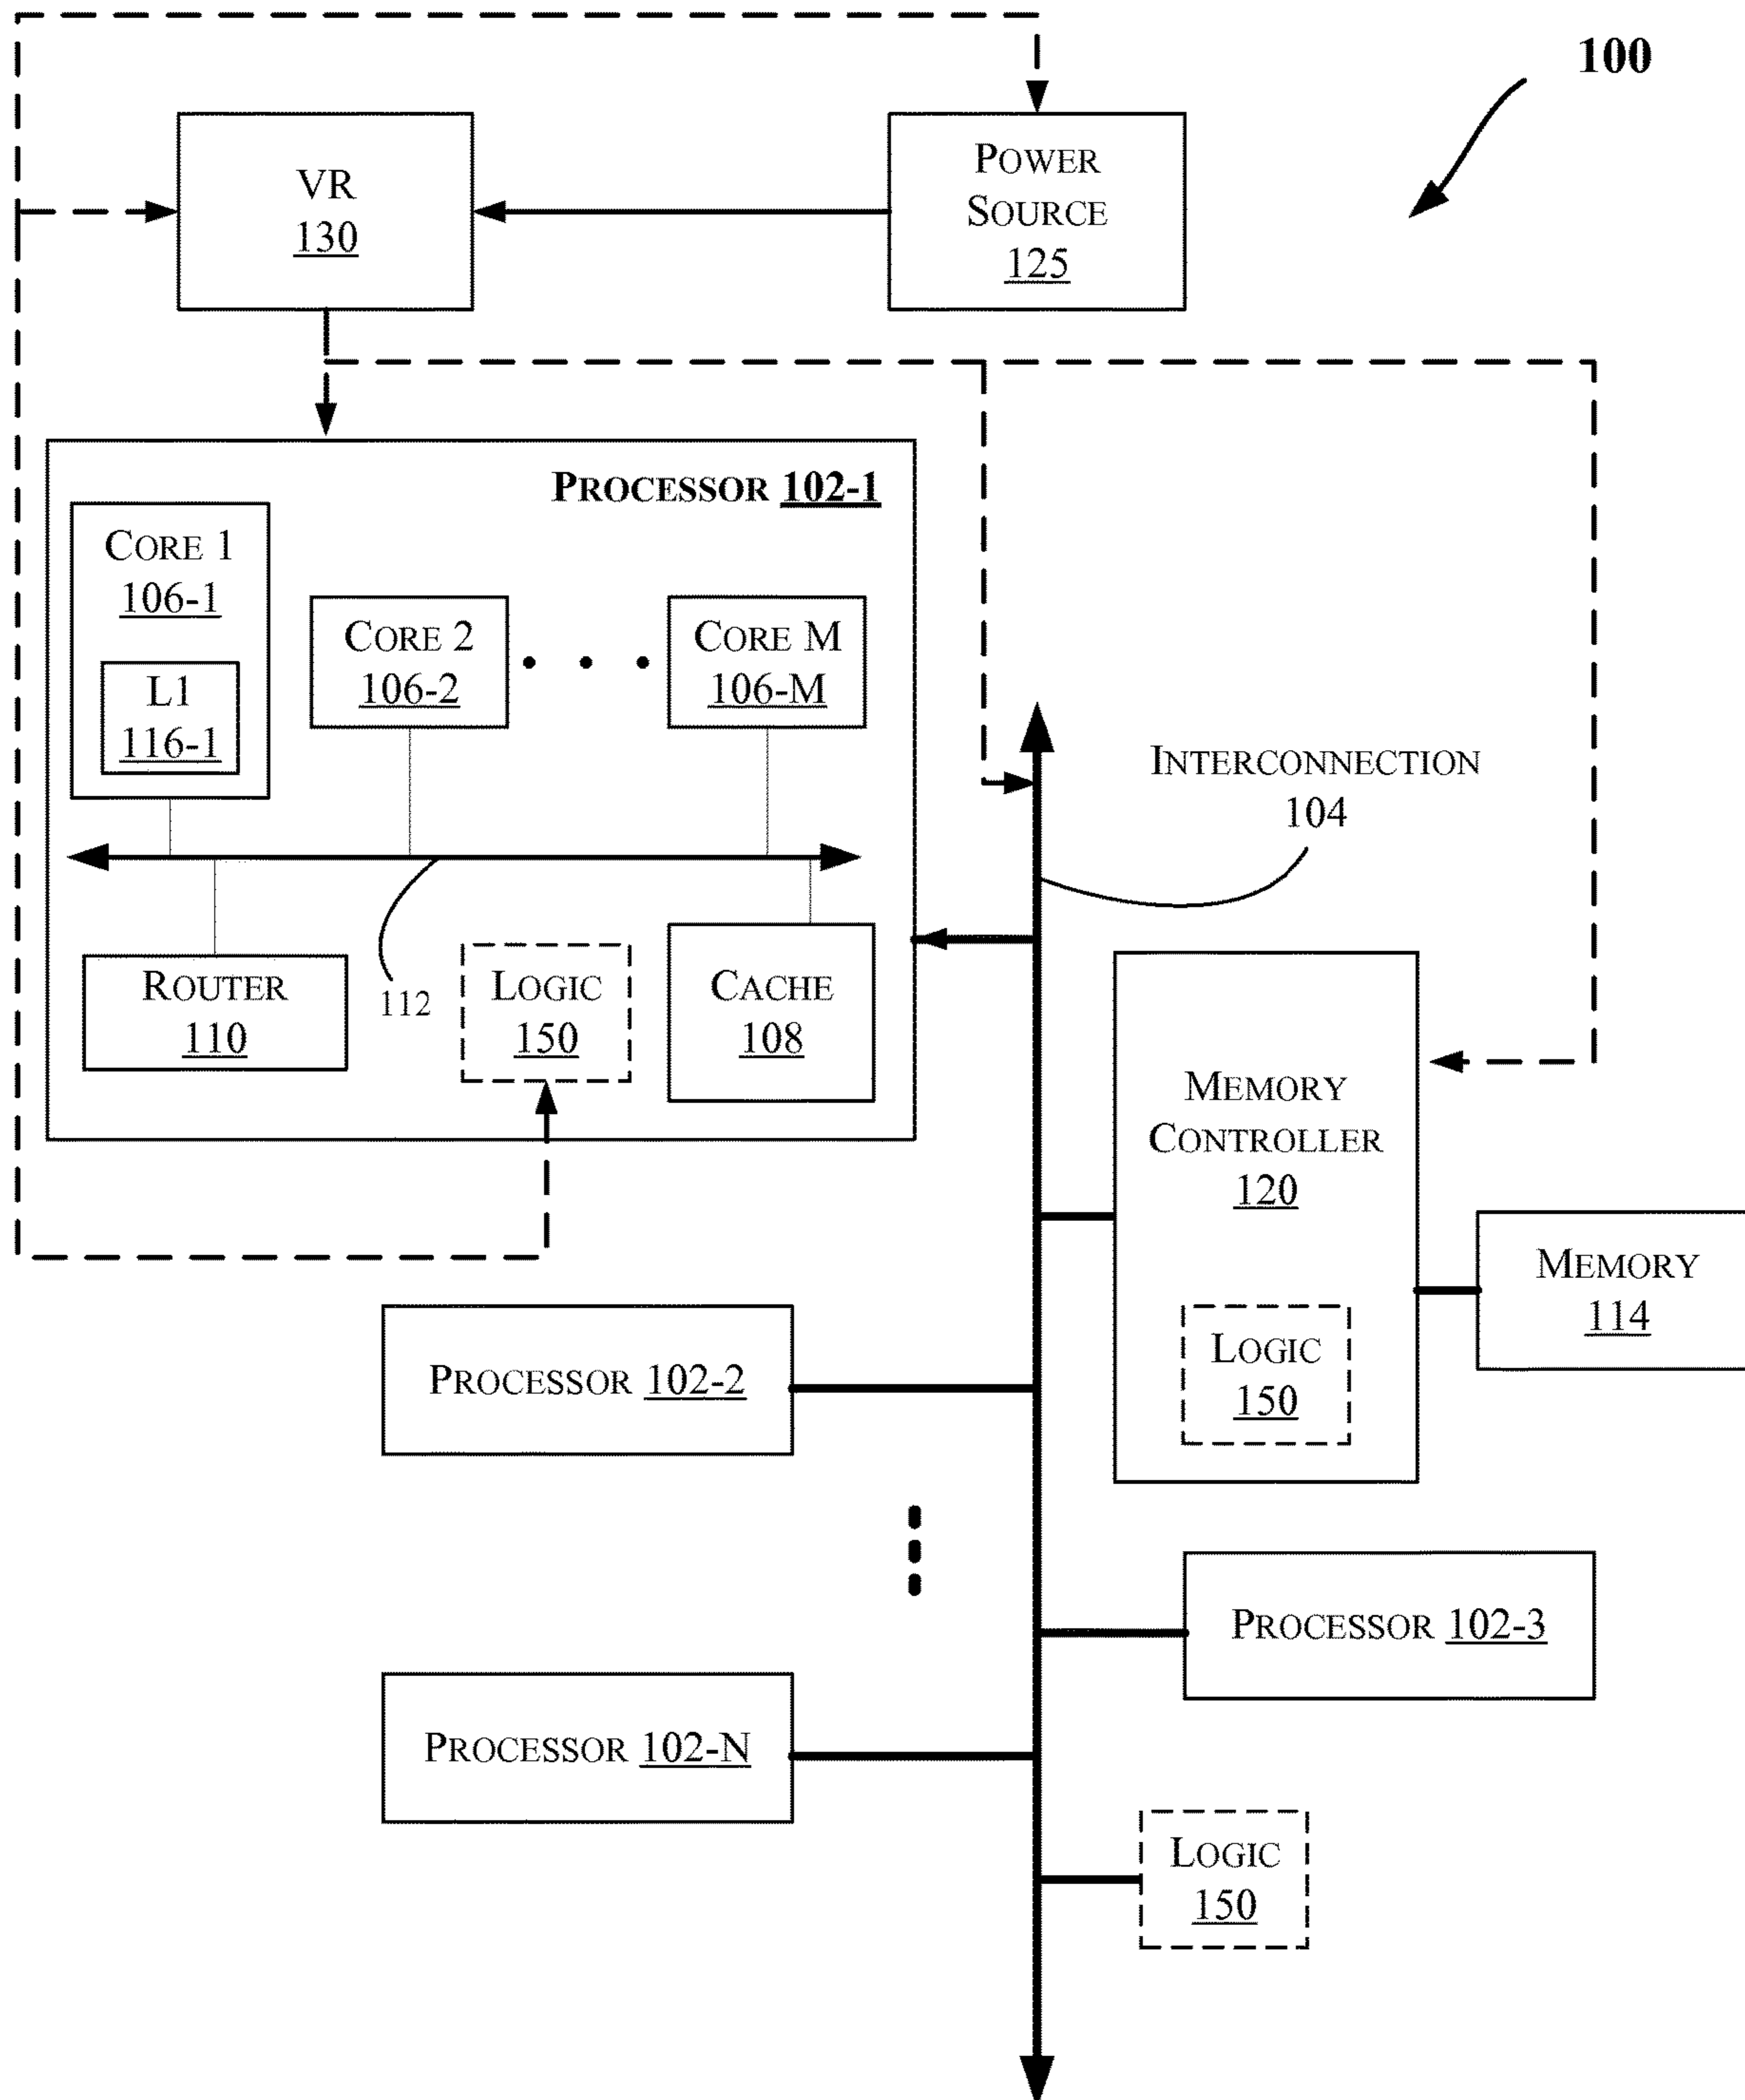 100
VR
130
POWER
SOURCE
125
PROCESSOR 102-1
CORE 1
106-1
L1
116-1
CORE 2
106-2
CORE M
106-M
INTERCONNECTION
104
ROUTER
110
112
LOGIC
150
CACHE
108
MEMORY
CONTROLLER
120
LOGIC
150
MEMORY
114
PROCESSOR 102-2
PROCESSOR 102-3
PROCESSOR 102-N
LOGIC
150